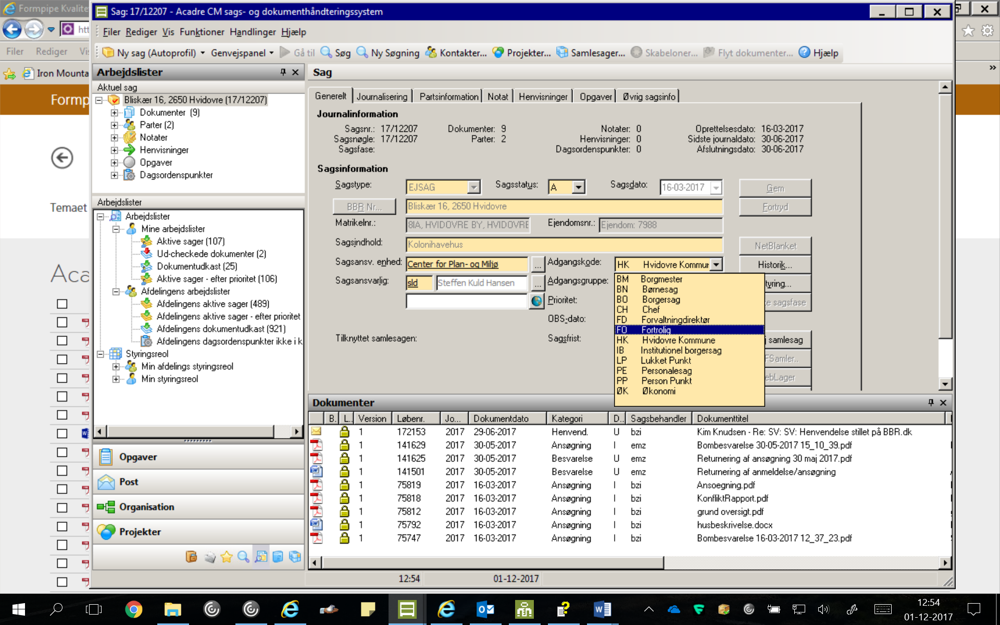 Formpipe Kvalite
Sag: 17/12207 - Acadre CM sags- og dokumenthåndteringssystem
Filer Rediger Vis Funktioner Handlinger Hjælp
Filer Rediger
Ny sag (Autoprofil) Genvejspanel Gå til Søg Ny Søgning Kontakter... Projekter... Samlesager... Skabeloner... Flyt dokumenter... Hjælp
Iron Mounta
Formp
Temaet
Aca
Arbejdslister
Aktuel sag
Bliskær 16, 2650 Hvidovre (17/12207)
Dokumenter (9)
Parter (2)
Notater
Henvisninger
Opgaver
Dagsordenspunkter
Arbejdslister
Arbejdslister
Mine arbejdslister
Aktive sager (107)
Ud-checkede dokumenter (2)
Dokumentudkast (25)
Aktive sager - efter prioritet (106)
Afdelingens arbejdslister
Afdelingens aktive sager (489)
Afdelingens aktive sager - efter prioritet
Afdelingens dokumentudkast (921)
Afdelingens dagsordenspunkter ikke i k
Styringsreol
Min afdelings styringsreol
Min styringsreol
Opgaver
Post
Organisation
Projekter
Sag
Generelt Journalisering Partsinformation Notat Henvisninger Opgaver Øvrig sagsinfo
Journalinformation
Sagsnr.: 17/12207 Dokumenter: 9 Notater: 0 Oprettelsesdato: 16-03-2017
Sagsnøgle: 17/12207 Parter: 2 Henvisninger: 0 Sidste journaldato: 30-06-2017
Sagsfase: Dagsordenspunkter: 0 Afslutningsdato: 30-06-2017
Sagsinformation
Sagstype: EJSAG Sagsstatus: A Sagsdato: 16-03-2017 Gem
BBR Nr... Bliskær 16, 2650 Hvidovre Fortryd
Matrikelnr.: 8IA, HVIDOVRE BY, HVIDOVRE Ejendomsnr.: Ejendom: 7988
Sagsindhold: Kolonihavehus NetBlanket
Sagsansv. enhed: Center for Plan- og Miljø ... Adgangskode: HK Hvidovre Kommur Historik...
Sagsansvarlig: sld Steffen Kuld Hansen ... Adgangsgruppe: tyring...
Prioritet: e sagsfase
OBS-dato:
Tilknyttet samlesagen: Sagsfrist: samlesag
FSamler..
ebLager
BM Borgmester
BN Børnesag
BO Borgersag
CH Chef
FD Forvaltningdirektør
FO Fortrolig
HK Hvidovre Kommune
IB Institutionel borgersag
LP Lukket Punkt
PE Personalesag
PP Person Punkt
ØK Økonomi
Dokumenter
B. L. Version Løbenr. Jo... Dokumentdato Kategori D.. Sagsbehandler Dokumenttitel
1 172153 2017 29-06-2017 Henvend. U bzi Kim Knudsen - Re: SV: SV: Henvendelse stillet på BBR.dk
1 141629 2017 30-05-2017 Ansøgning I emz Bombesvarelse 30-05-2017 15_10_39.pdf
1 141625 2017 30-05-2017 Besvarelse U emz Returnering af ansøgning 30 maj 2017.pdf
1 141501 2017 30-05-2017 Besvarelse U emz Returnering af anmeldelse/ansøgning
1 75819 2017 16-03-2017 Ansøgning I bzi Ansoegning.pdf
1 75818 2017 16-03-2017 Ansøgning I bzi KonfliktRapport.pdf
1 75812 2017 16-03-2017 Ansøgning I bzi grund oversigt.pdf
1 75792 2017 16-03-2017 Ansøgning I bzi husbeskrivelse.docx
1 75747 2017 16-03-2017 Ansøgning I bzi Bombesvarelse 16-03-2017 12_37_23.pdf
12:54 01-12-2017
12:54
01-12-2017